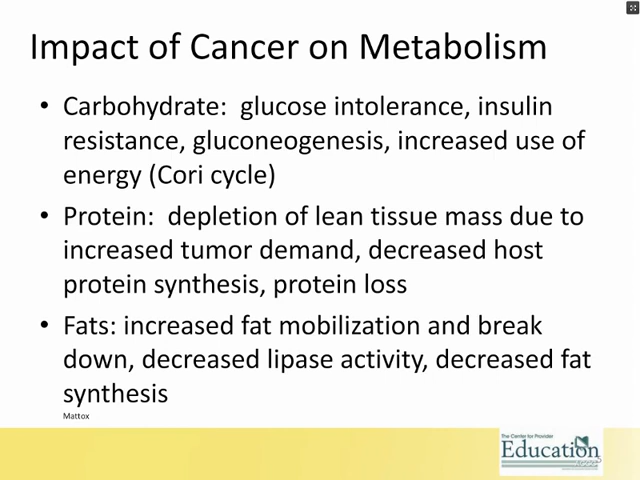 Impact of Cancer on Metabolism
• Carbohydrate: glucose intolerance, insulin
resistance, gluconeogenesis, increased use of
energy (Cori cycle)
• Protein: depletion of lean tissue mass due to
increased tumor demand, decreased host
protein synthesis, protein loss
• Fats: increased fat mobilization and break
down, decreased lipase activity, decreased fat
synthesis
Mattox
The Center for Provider
Education